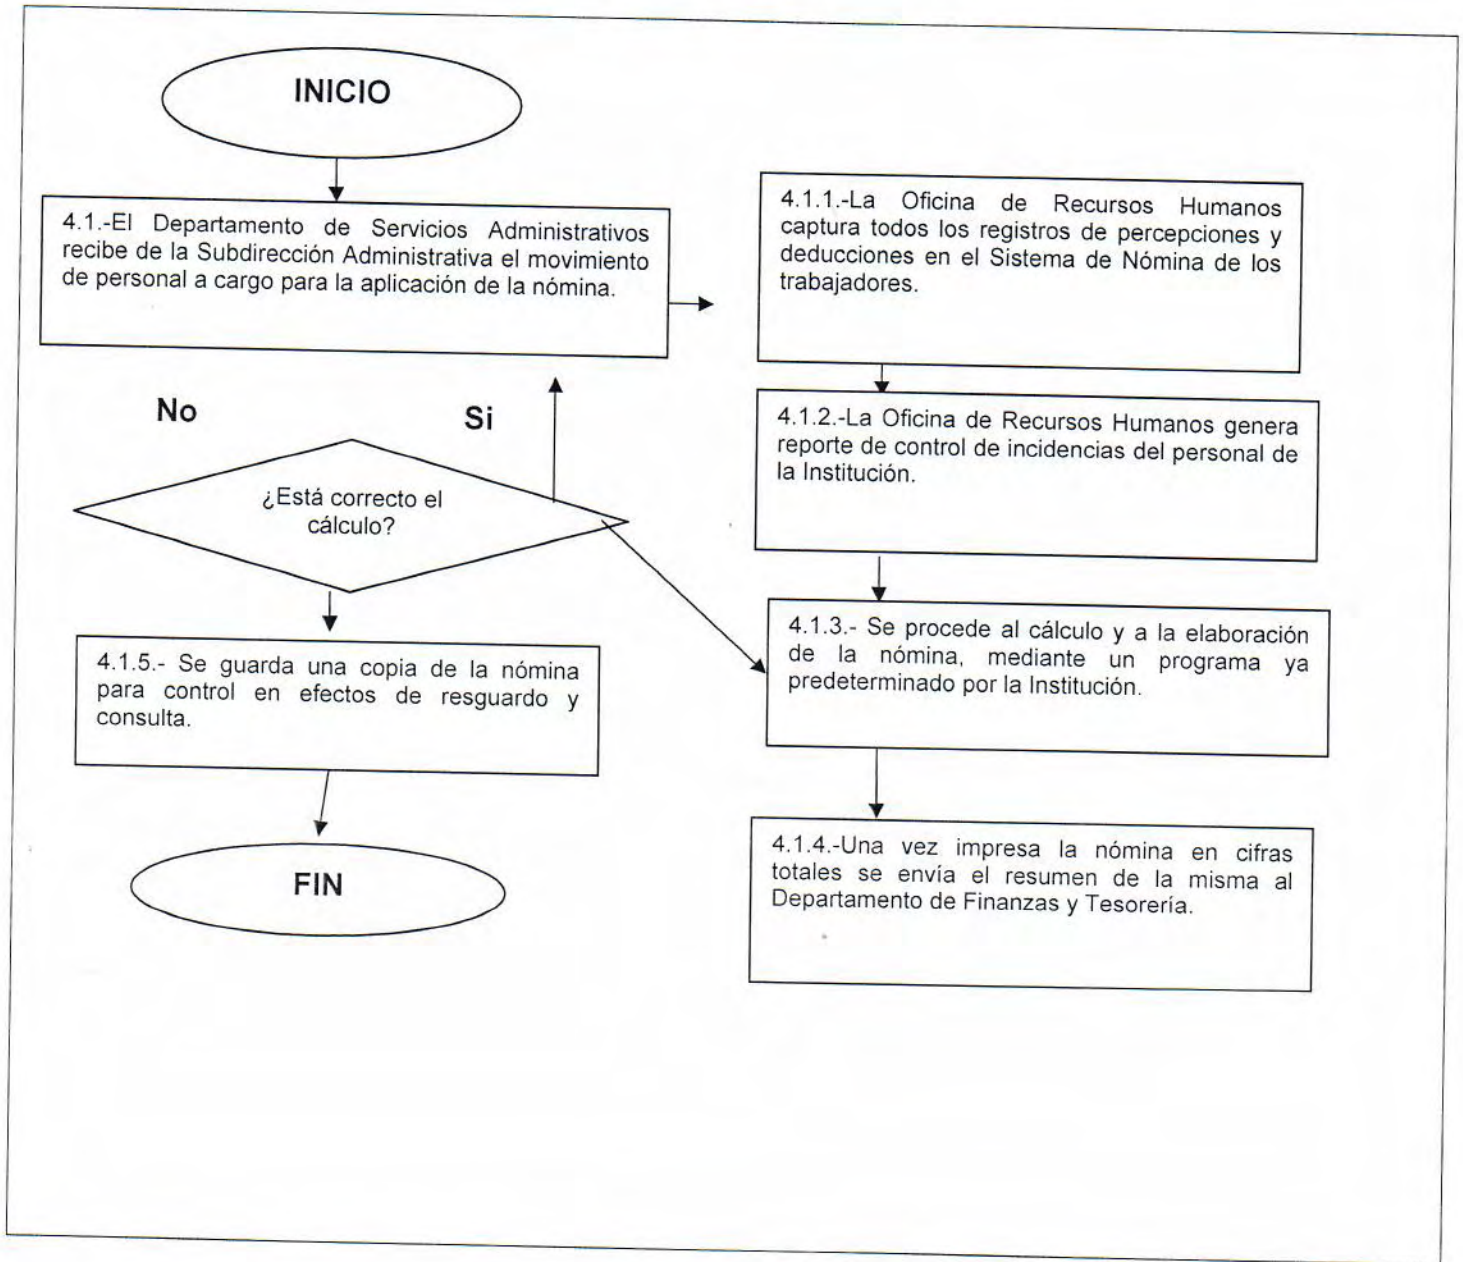 INICIO
4.1.-El Departamento de Servicios Administrativos
recibe de la Subdirección Administrativa el movimiento
de personal a cargo para la aplicación de la nómina.
4.1.1.-La Oficina de Recursos Humanos
captura todos los registros de percepciones y
deducciones en el Sistema de Nómina de los
trabajadores.
4.1.2.-La Oficina de Recursos Humanos genera
reporte de control de incidencias del personal de
la Institución.
4.1.3.- Se procede al cálculo y a la elaboración
de la nómina, mediante un programa ya
predeterminado por la Institución.
4.1.4.-Una vez impresa la nómina en cifras
totales se envía el resumen de la misma al
Departamento de Finanzas y Tesorería.
No
Si
¿Está correcto el
cálculo?
4.1.5.- Se guarda una copia de la nómina
para control en efectos de resguardo y
consulta.
FIN